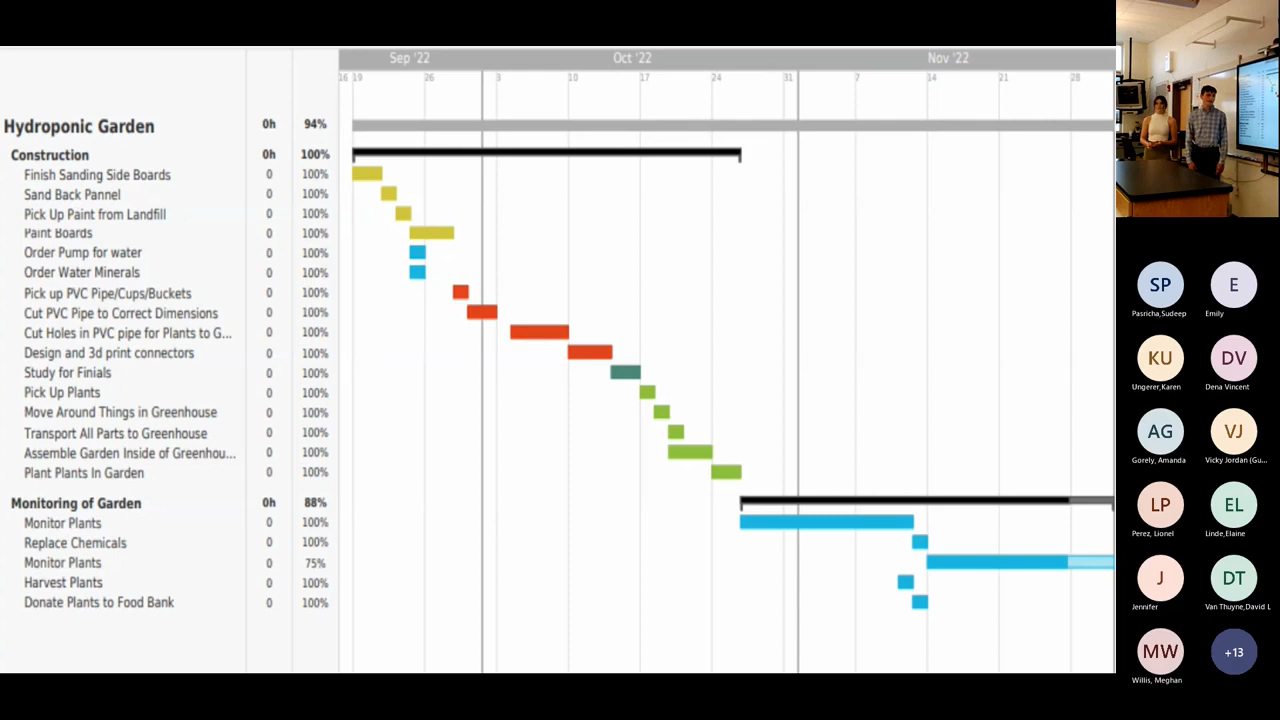 Sep '22 Oct '22 Nov '22
16 19 26 3 10 17 24 31 7 14 21 28
Hydroponic Garden 0h 94%
Construction 0h 100%
Finish Sanding Side Boards 0 100%
Sand Back Pannel 0 100%
Pick Up Paint from Landfill 0 100%
Paint Boards 0 100%
Order Pump for water 0 100%
Order Water Minerals 0 100%
Pick up PVC Pipe/Cups/Buckets 0 100%
Cut PVC Pipe to Correct Dimensions 0 100%
Cut Holes in PVC pipe for Plants to G... 0 100%
Design and 3d print connectors 0 100%
Study for Finials 0 100%
Pick Up Plants 0 100%
Move Around Things in Greenhouse 0 100%
Transport All Parts to Greenhouse 0 100%
Assemble Garden Inside of Greenhou... 0 100%
Plant Plants In Garden 0 100%
Monitoring of Garden 0h 88%
Monitor Plants 0 100%
Replace Chemicals 0 100%
Monitor Plants 0 75%
Harvest Plants 0 100%
Donate Plants to Food Bank 0 100%
SP E
Pasricha,Sudeep Emily
KU DV
Ungerer,Karen Dena Vincent
AG VJ
Gorely, Amanda Vicky Jordan (Gu...
LP EL
Perez, Lionel Linde,Elaine
J DT
Jennifer Van Thuyne,David L
MW +13
Willis, Meghan